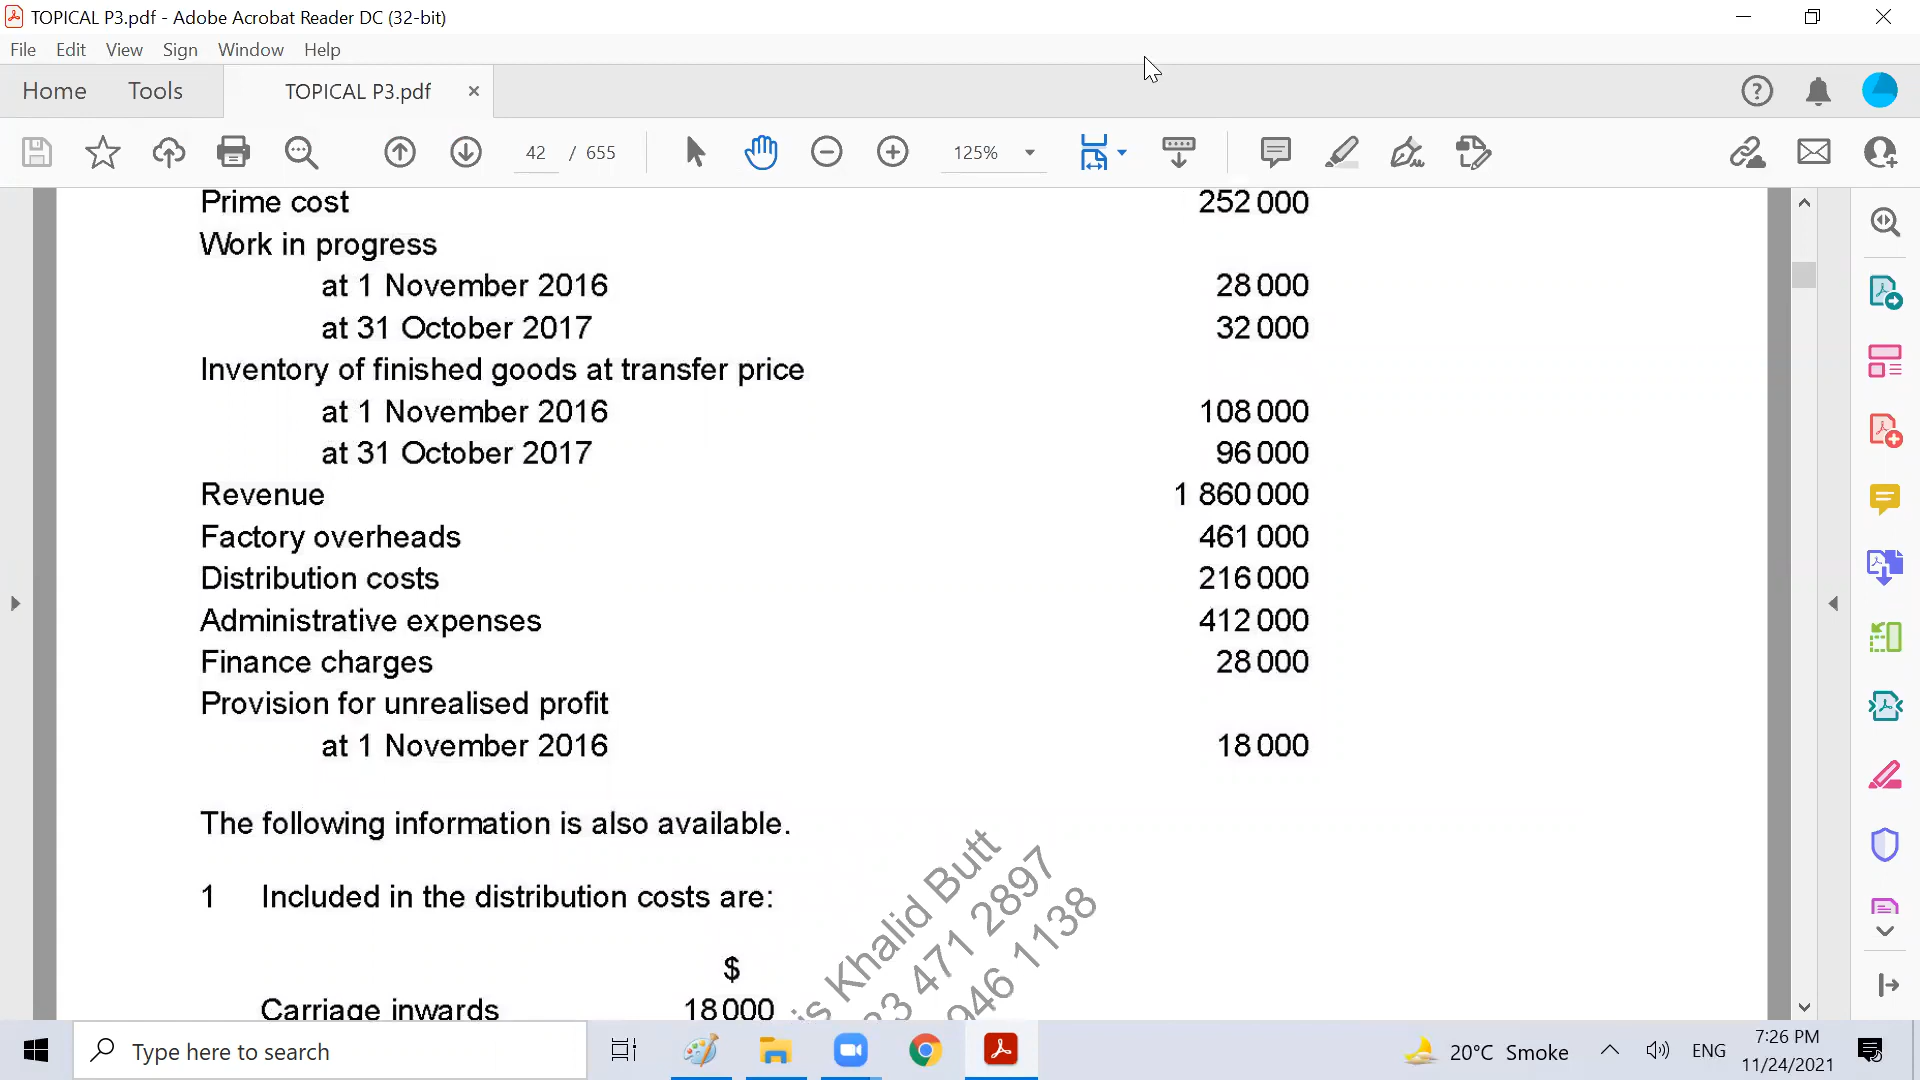 TOPICAL P3.pdf - Adobe Acrobat Reader DC (32-bit)
File Edit View Sign Window Help
Home Tools TOPICAL P3.pdf ×
42 / 655 125%
Prime cost 252 000
Work in progress
at 1 November 2016 28 000
at 31 October 2017 32 000
Inventory of finished goods at transfer price
at 1 November 2016 108 000
at 31 October 2017 96 000
Revenue 1 860 000
Factory overheads 461 000
Distribution costs 216 000
Administrative expenses 412 000
Finance charges 28 000
Provision for unrealised profit
at 1 November 2016 18 000
The following information is also available.
1 Included in the distribution costs are:
$
Carriage inwards 18 000
is Khalid Butt
33 471 2897
946 1138
Type here to search
20°C Smoke
ENG
7:26 PM
11/24/2021